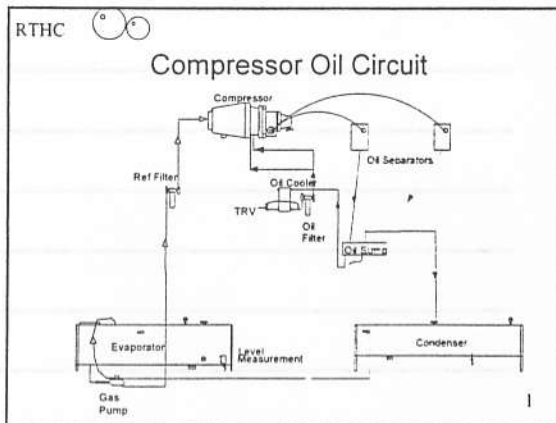 RTHC
Compressor Oil Circuit
Compressor
Oil Separators
Ref Filter
Oil Cooler
TRV
Oil
Filter
Oil Sump
Evaporator
Level
Measurement
Condenser
Gas
Pump
1